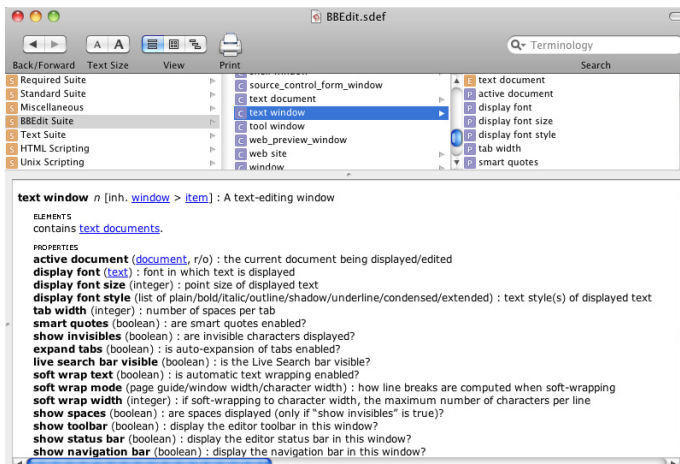 BBEdit.sdef
A A
Q- Terminology
Back/Forward Text Size View Print Search
S Required Suite
S Standard Suite
S Miscellaneous
S BBEdit Suite
S Text Suite
S HTML Scripting
S Unix Scripting
C source_control_form_window
C text document
C text window
C tool window
C web_preview_window
C web site
C window
E text document
P active document
P display font
P display font size
P display font style
P tab width
P smart quotes
text window n [inh. window > item] : A text-editing window
ELEMENTS
contains text documents.
PROPERTIES
active document (document, r/o) : the current document being displayed/edited
display font (text) : font in which text is displayed
display font size (integer) : point size of displayed text
display font style (list of plain/bold/italic/outline/shadow/underline/condensed/extended) : text style(s) of displayed text
tab width (integer) : number of spaces per tab
smart quotes (boolean) : are smart quotes enabled?
show invisibles (boolean) : are invisible characters displayed?
expand tabs (boolean) : is auto-expansion of tabs enabled?
live search bar visible (boolean) : is the Live Search bar visible?
soft wrap text (boolean) : is automatic text wrapping enabled?
soft wrap mode (page guide/window width/character width) : how line breaks are computed when soft-wrapping
soft wrap width (integer) : if soft-wrapping to character width, the maximum number of characters per line
show spaces (boolean) : are spaces displayed (only if “show invisibles” is true)?
show toolbar (boolean) : display the editor toolbar in this window?
show status bar (boolean) : display the editor status bar in this window?
show navigation bar (boolean) : display the navigation bar in this window?